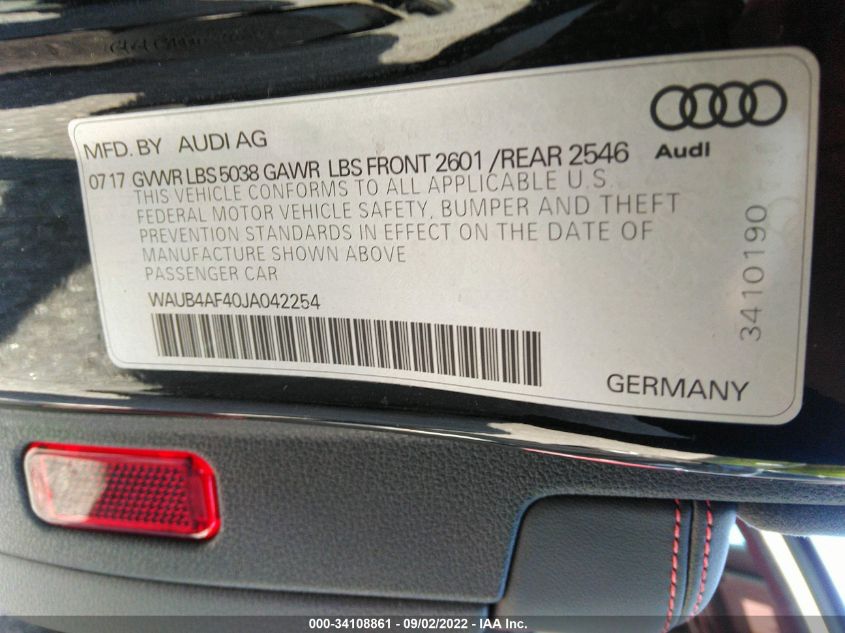 MFD. BY AUDI AG
Audi
07 17 GVWR LBS 5038 GAWR LBS FRONT 2601 /REAR 2546
THIS VEHICLE CONFORMS TO ALL APPLICABLE U.S.
FEDERAL MOTOR VEHICLE SAFETY, BUMPER AND THEFT
PREVENTION STANDARDS IN EFFECT ON THE DATE OF
MANUFACTURE SHOWN ABOVE
PASSENGER CAR
WAUB4AF40JA042254
3410190
GERMANY
000-34108861 - 09/02/2022 - IAA Inc.